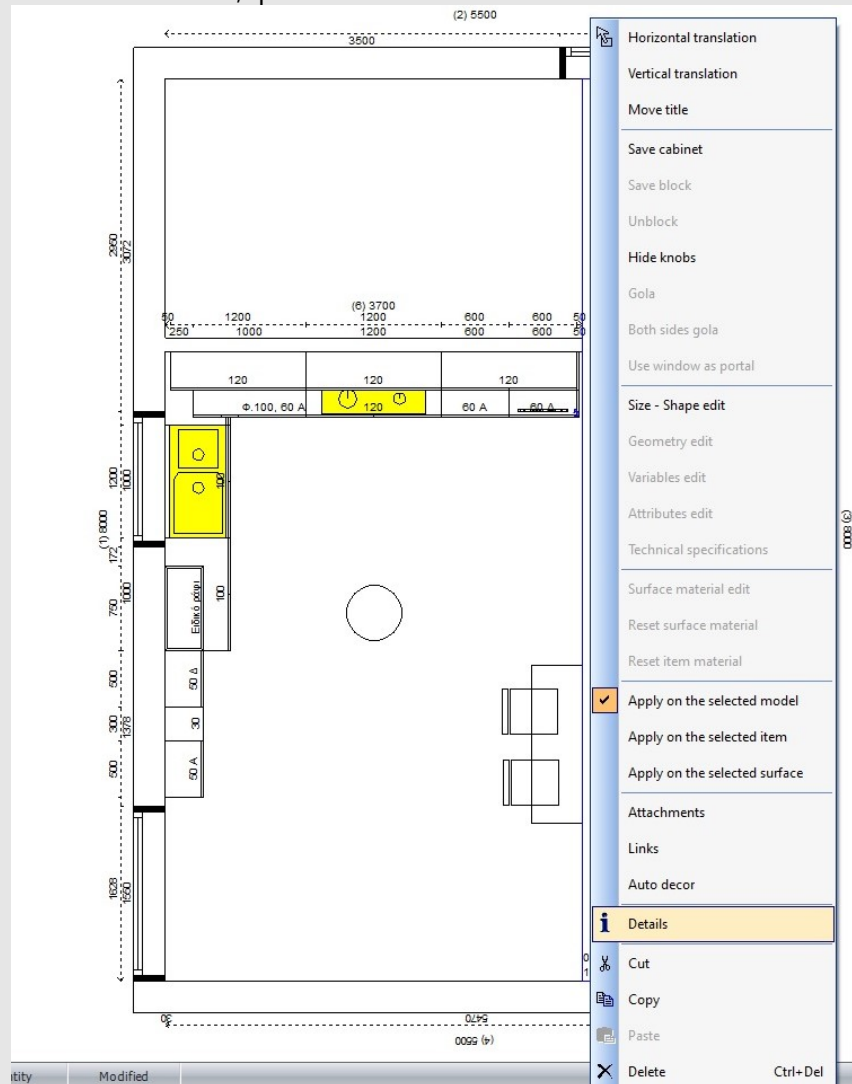 (2) 5500
3500
Horizontal translation
Vertical translation
Move title
Save cabinet
Save block
Unblock
Hide knobs
Gola
Both sides gola
Use window as portal
Size - Shape edit
Geometry edit
Variables edit
Attributes edit
Technical specifications
Surface material edit
Reset surface material
Reset item material
Apply on the selected model
Apply on the selected item
Apply on the selected surface
Attachments
Links
Auto decor
Details
Cut
Copy
Paste
Delete Ctrl+Del
2950
3072
(6) 3700
50 1200 1200 600 600 50
250 1000 1200 600 600 50
120 120 120
Φ.100, 60 Α 120 60 Α 60 Α
1200
1000
100
(1) 8000
(3) 8000
172
750
1000
Ειδικό ράφι
100
500
50 Δ
300
1378
30
500
50 Α
1628
1550
30 5470
(4) 5500
ntity Modified